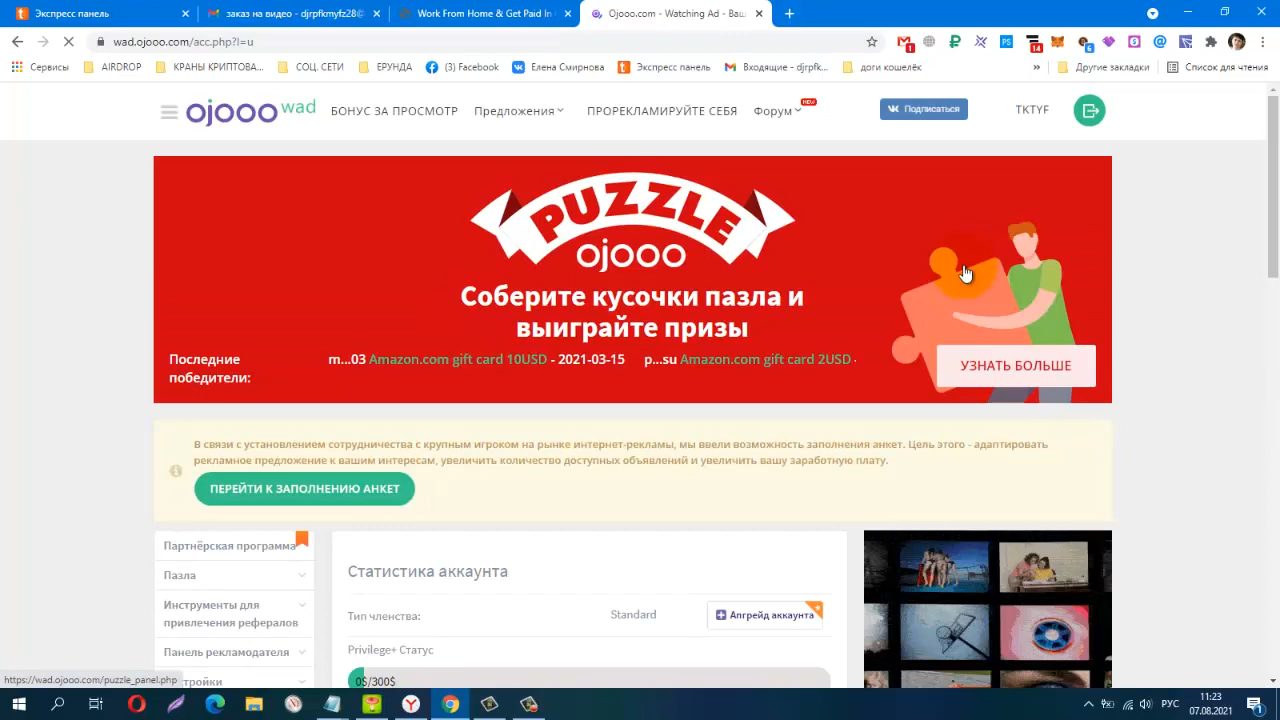 заказ на видео - djrpfkmyfz28@
Work From Home & Get Paid In
Ojooo.com - Watching Ad - Ваш
wad.ojooo.com/acc.php?l=u
1
14
6
Сервисы
AIRDROP
КРАНЫ КРИПТОВА...
СОЦ. СЕТИ
ЕРУНДА
(3) Facebook
Елена Смирнова
Экспресс панель
Входящие - djrpfk...
доги кошелёк
»
Другие закладки
Список для чтения
ojooo wad
БОНУС ЗА ПРОСМОТР
Предложения
ПРОРЕКЛАМИРУЙТЕ СЕБЯ
Форум
NEW
Подписаться
TKTYF
PUZZLE
ojooo
Соберите кусочки пазла и
выиграйте призы
Последние
победители:
m...03 Amazon.com gift card 10USD - 2021-03-15 p...su Amazon.com gift card 2USD -
УЗНАТЬ БОЛЬШЕ
В связи с установлением сотрудничества с крупным игроком на рынке интернет-рекламы, мы ввели возможность заполнения анкет. Цель этого - адаптировать
рекламное предложение к вашим интересам, увеличить количество доступных объявлений и увеличить вашу заработную плату.
ПЕРЕЙТИ К ЗАПОЛНЕНИЮ АНКЕТ
Партнёрская программа
Пазла
Инструменты для
привлечения рефералов
Панель рекламодателя
тройки
Статистика аккаунта
Тип членства:
Standard
Апгрейд аккаунта
Privilege+ Статус
0$/300$
https://wad.ojooo.com/puzzle_panel.php
РУС
11:23
07.08.2021